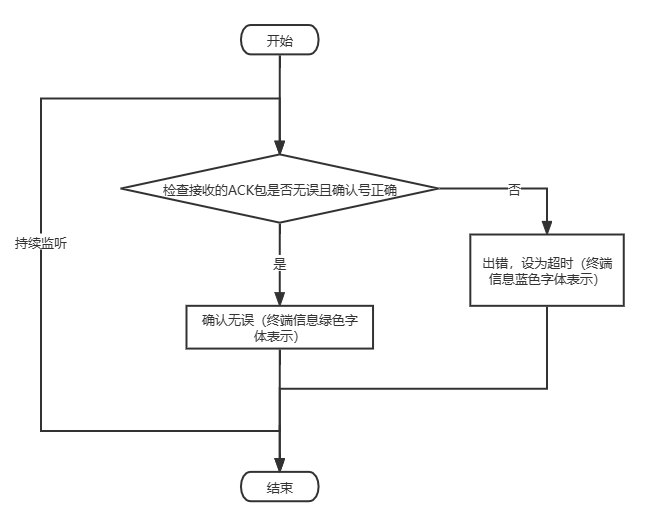 开始
检查接收的ACK包是否无误且确认号正确
否
持续监听
是
出错，设为超时（终端
信息蓝色字体表示）
确认无误（终端信息绿色字
体表示）
结束